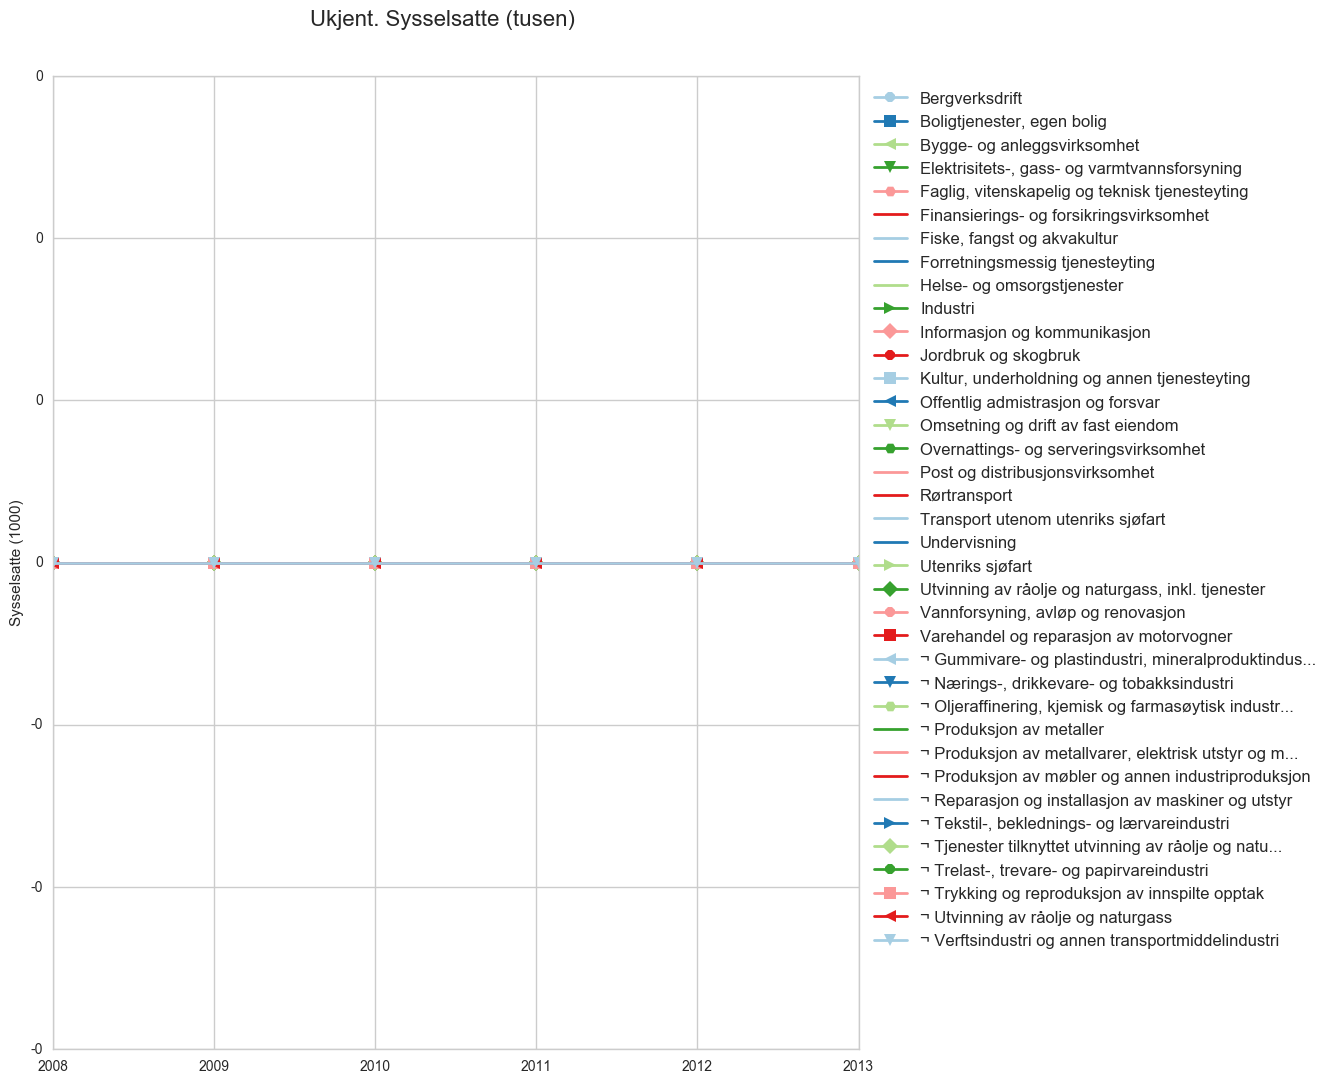 Ukjent. Sysselsatte (tusen)
Sysselsatte (1000)
0
0
0
0
-0
-0
-0
2008 2009 2010 2011 2012 2013
Bergverksdrift
Boligtjenester, egen bolig
Bygge- og anleggsvirksomhet
Elektrisitets-, gass- og varmtvannsforsyning
Faglig, vitenskapelig og teknisk tjenesteyting
Finansierings- og forsikringsvirksomhet
Fiske, fangst og akvakultur
Forretningsmessig tjenesteyting
Helse- og omsorgstjenester
Industri
Informasjon og kommunikasjon
Jordbruk og skogbruk
Kultur, underholdning og annen tjenesteyting
Offentlig admistrasjon og forsvar
Omsetning og drift av fast eiendom
Overnattings- og serveringsvirksomhet
Post og distribusjonsvirksomhet
Rørtransport
Transport utenom utenriks sjøfart
Undervisning
Utenriks sjøfart
Utvinning av råolje og naturgass, inkl. tjenester
Vannforsyning, avløp og renovasjon
Varehandel og reparasjon av motorvogner
¬ Gummivare- og plastindustri, mineralproduktindus...
¬ Nærings-, drikkevare- og tobakksindustri
¬ Oljeraffinering, kjemisk og farmasøytisk industr...
¬ Produksjon av metaller
¬ Produksjon av metallvarer, elektrisk utstyr og m...
¬ Produksjon av møbler og annen industriproduksjon
¬ Reparasjon og installasjon av maskiner og utstyr
¬ Tekstil-, beklednings- og lærvareindustri
¬ Tjenester tilknyttet utvinning av råolje og natu...
¬ Trelast-, trevare- og papirvareindustri
¬ Trykking og reproduksjon av innspilte opptak
¬ Utvinning av råolje og naturgass
¬ Verftsindustri og annen transportmiddelindustri